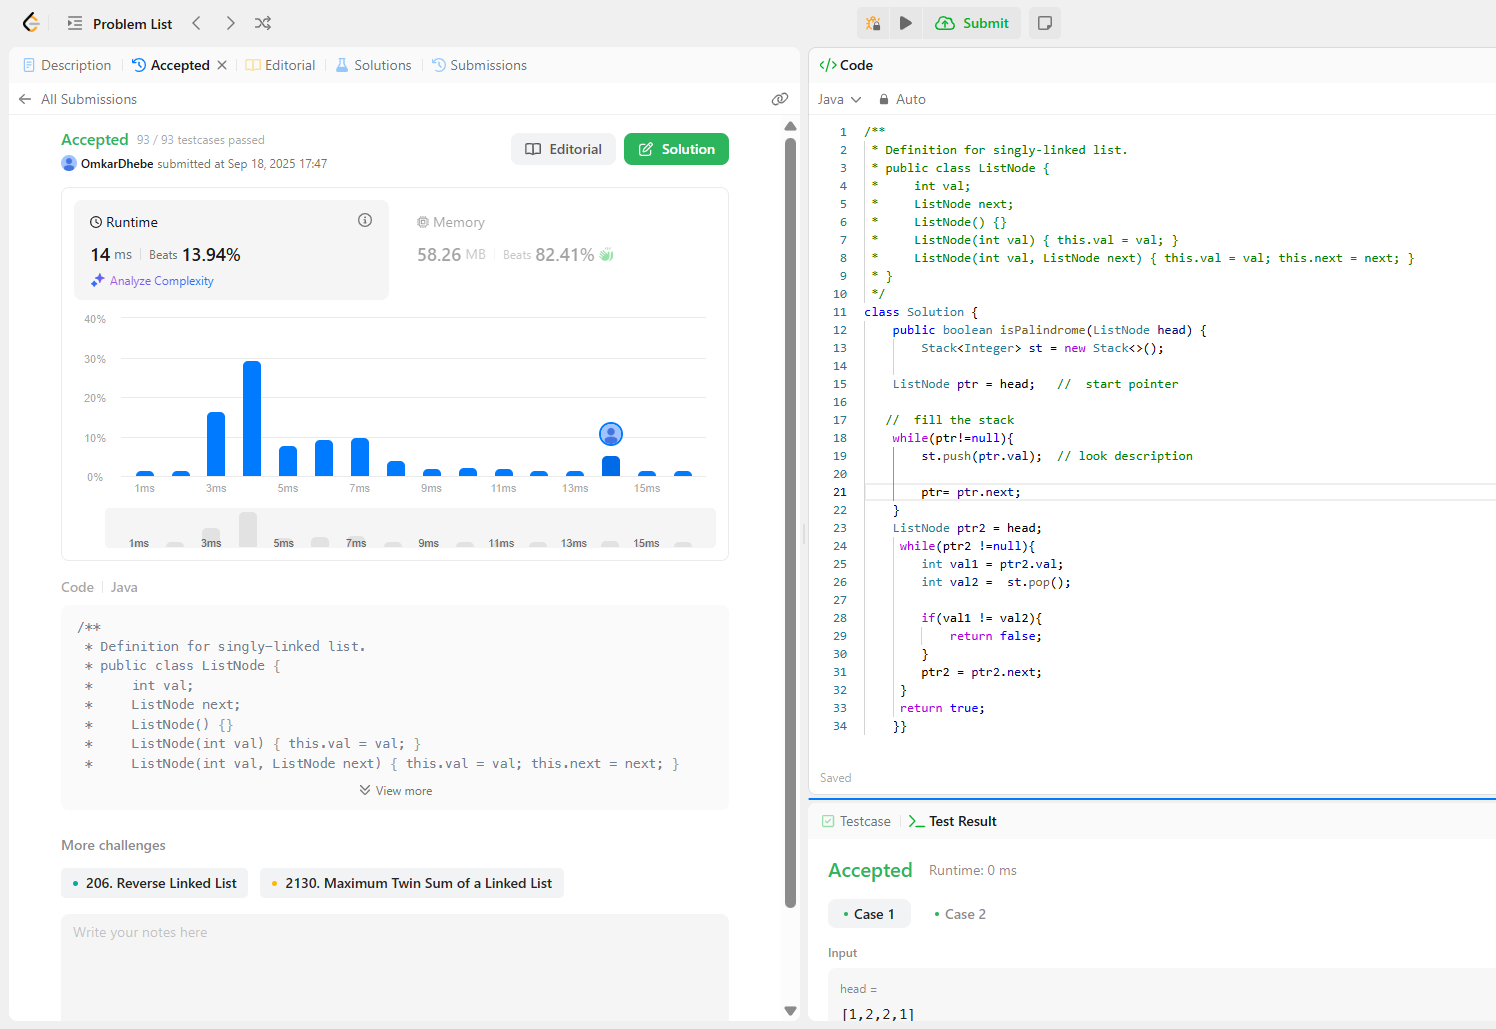 Problem List
Submit
Description
Accepted
Editorial
Solutions
Submissions
All Submissions
Accepted 93 / 93 testcases passed
OmkarDhebe submitted at Sep 18, 2025 17:47
Editorial
Solution
Runtime
14 ms Beats 13.94%
Analyze Complexity
Memory
58.26 MB Beats 82.41%
40%
30%
20%
10%
0%
1ms 3ms 5ms 7ms 9ms 11ms 13ms 15ms
1ms 3ms 5ms 7ms 9ms 11ms 13ms 15ms
Code Java
/**
 * Definition for singly-linked list.
 * public class ListNode {
 *     int val;
 *     ListNode next;
 *     ListNode() {}
 *     ListNode(int val) { this.val = val; }
 *     ListNode(int val, ListNode next) { this.val = val; this.next = next; }
View more
More challenges
206. Reverse Linked List
2130. Maximum Twin Sum of a Linked List
Write your notes here
</> Code
Java Auto
1 /**
2  * Definition for singly-linked list.
3  * public class ListNode {
4  *     int val;
5  *     ListNode next;
6  *     ListNode() {}
7  *     ListNode(int val) { this.val = val; }
8  *     ListNode(int val, ListNode next) { this.val = val; this.next = next; }
9  * }
10  */
11 class Solution {
12     public boolean isPalindrome(ListNode head) {
13         Stack<Integer> st = new Stack<>();
14
15     ListNode ptr = head;   //  start pointer
16
17    //  fill the stack
18     while(ptr!=null){
19         st.push(ptr.val);  // look description
20
21         ptr= ptr.next;
22     }
23     ListNode ptr2 = head;
24      while(ptr2 !=null){
25         int val1 = ptr2.val;
26         int val2 =  st.pop();
27
28         if(val1 != val2){
29             return false;
30         }
31         ptr2 = ptr2.next;
32      }
33      return true;
34     }}
Saved
Testcase
Test Result
Accepted Runtime: 0 ms
Case 1
Case 2
Input
head =
[1,2,2,1]